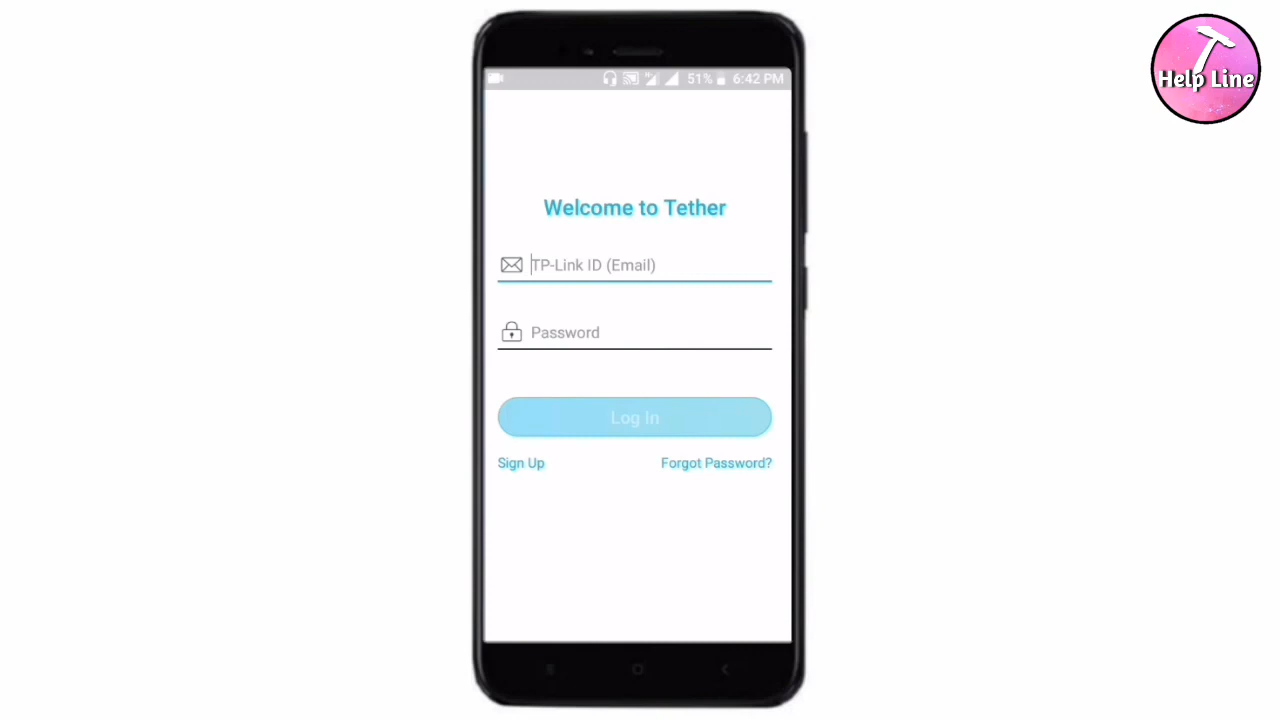 51% 6:42 PM
Help Line
Welcome to Tether
TP-Link ID (Email)
Password
Log In
Sign Up Forgot Password?